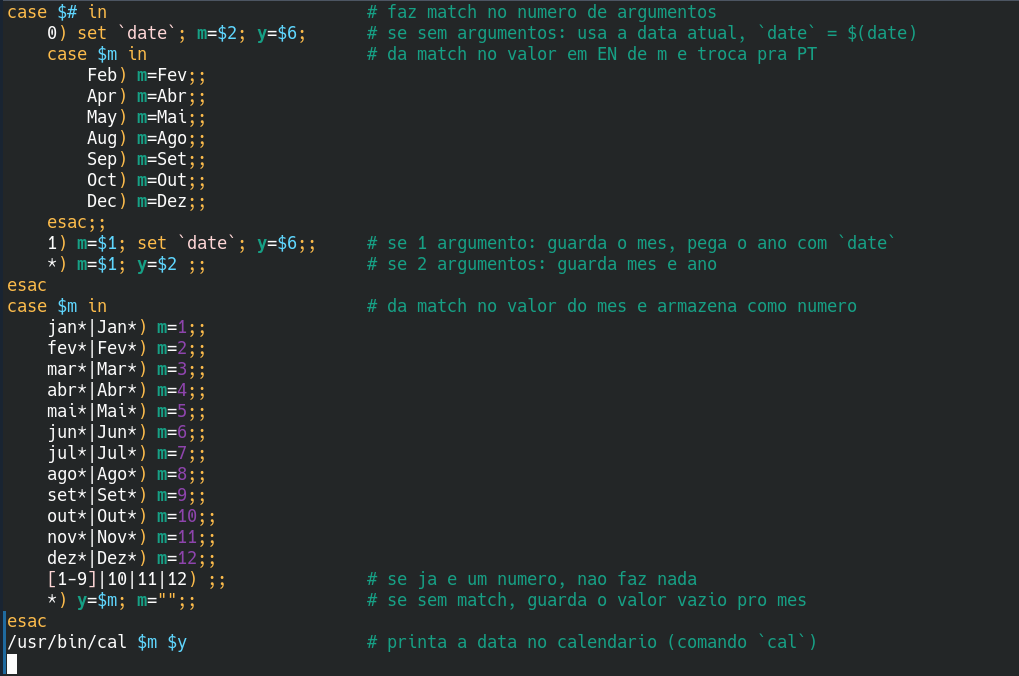 case $# in                          # faz match no numero de argumentos
    0) set `date`; m=$2; y=$6;      # se sem argumentos: usa a data atual, `date` = $(date)
    case $m in                      # da match no valor em EN de m e troca pra PT
        Feb) m=Fev;;
        Apr) m=Abr;;
        May) m=Mai;;
        Aug) m=Ago;;
        Sep) m=Set;;
        Oct) m=Out;;
        Dec) m=Dez;;
    esac;;
    1) m=$1; set `date`; y=$6;;     # se 1 argumento: guarda o mes, pega o ano com `date`
    *) m=$1; y=$2 ;;                # se 2 argumentos: guarda mes e ano
esac
case $m in                          # da match no valor do mes e armazena como numero
    jan*|Jan*) m=1;;
    fev*|Fev*) m=2;;
    mar*|Mar*) m=3;;
    abr*|Abr*) m=4;;
    mai*|Mai*) m=5;;
    jun*|Jun*) m=6;;
    jul*|Jul*) m=7;;
    ago*|Ago*) m=8;;
    set*|Set*) m=9;;
    out*|Out*) m=10;;
    nov*|Nov*) m=11;;
    dez*|Dez*) m=12;;
    [1-9]|10|11|12) ;;              # se ja e um numero, nao faz nada
    *) y=$m; m="";;                 # se sem match, guarda o valor vazio pro mes
esac
/usr/bin/cal $m $y                  # printa a data no calendario (comando `cal`)